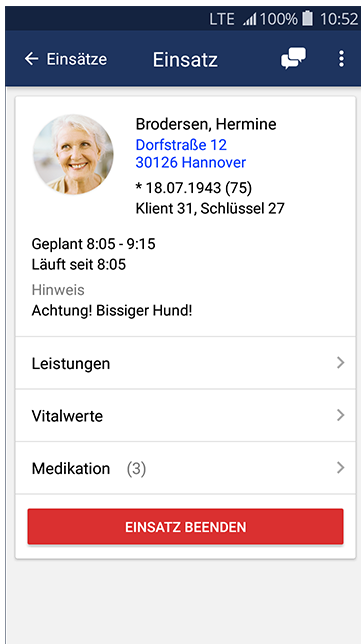 LTE 100% 10:52
← Einsätze Einsatz
Brodersen, Hermine
Dorfstraße 12
30126 Hannover
* 18.07.1943 (75)
Klient 31, Schlüssel 27
Geplant 8:05 - 9:15
Läuft seit 8:05
Hinweis
Achtung! Bissiger Hund!
Leistungen
Vitalwerte
Medikation (3)
EINSATZ BEENDEN